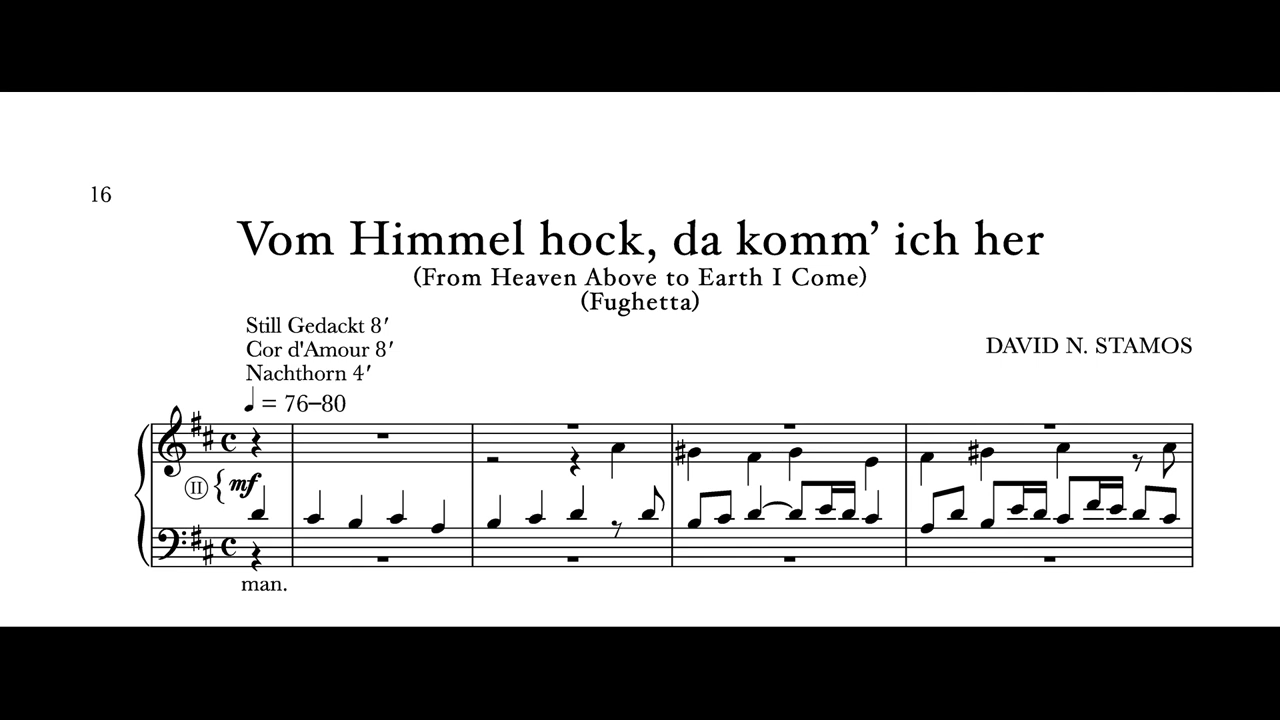 16
Vom Himmel hock, da komm’ ich her
(From Heaven Above to Earth I Come)
(Fughetta)
Still Gedackt 8′
Cor d'Amour 8′
Nachthorn 4′
DAVID N. STAMOS
♩ = 76–80
II
mf
man.